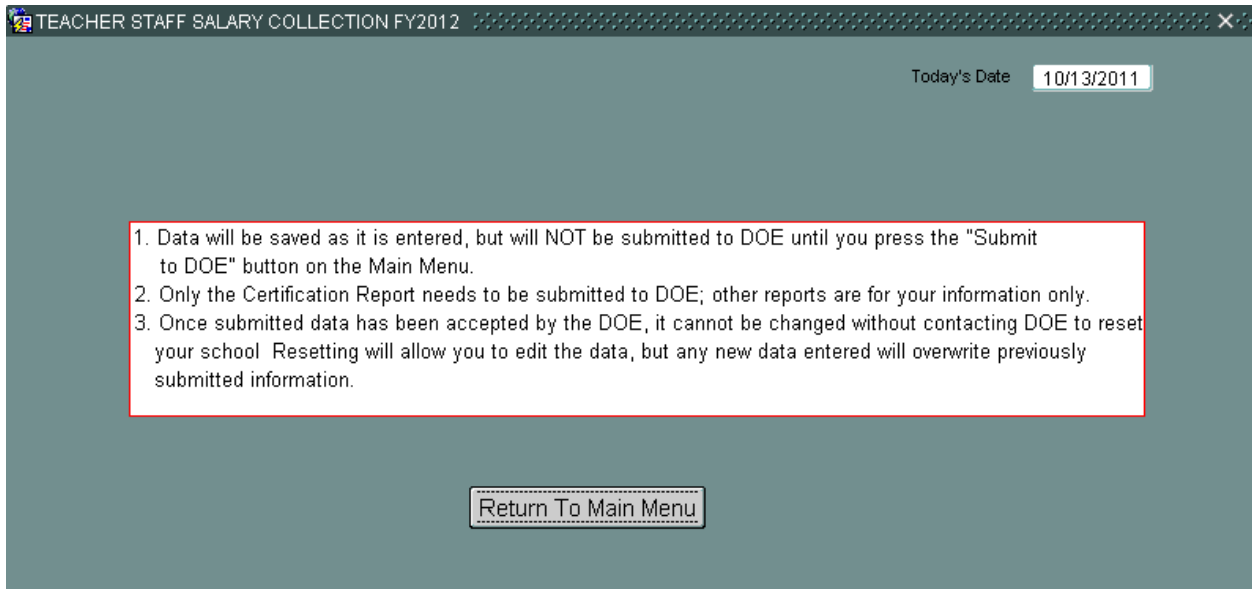 TEACHER STAFF SALARY COLLECTION FY2012
Today's Date 10/13/2011
1. Data will be saved as it is entered, but will NOT be submitted to DOE until you press the "Submit
to DOE" button on the Main Menu.
2. Only the Certification Report needs to be submitted to DOE; other reports are for your information only.
3. Once submitted data has been accepted by the DOE, it cannot be changed without contacting DOE to reset
your school  Resetting will allow you to edit the data, but any new data entered will overwrite previously
submitted information.
Return To Main Menu